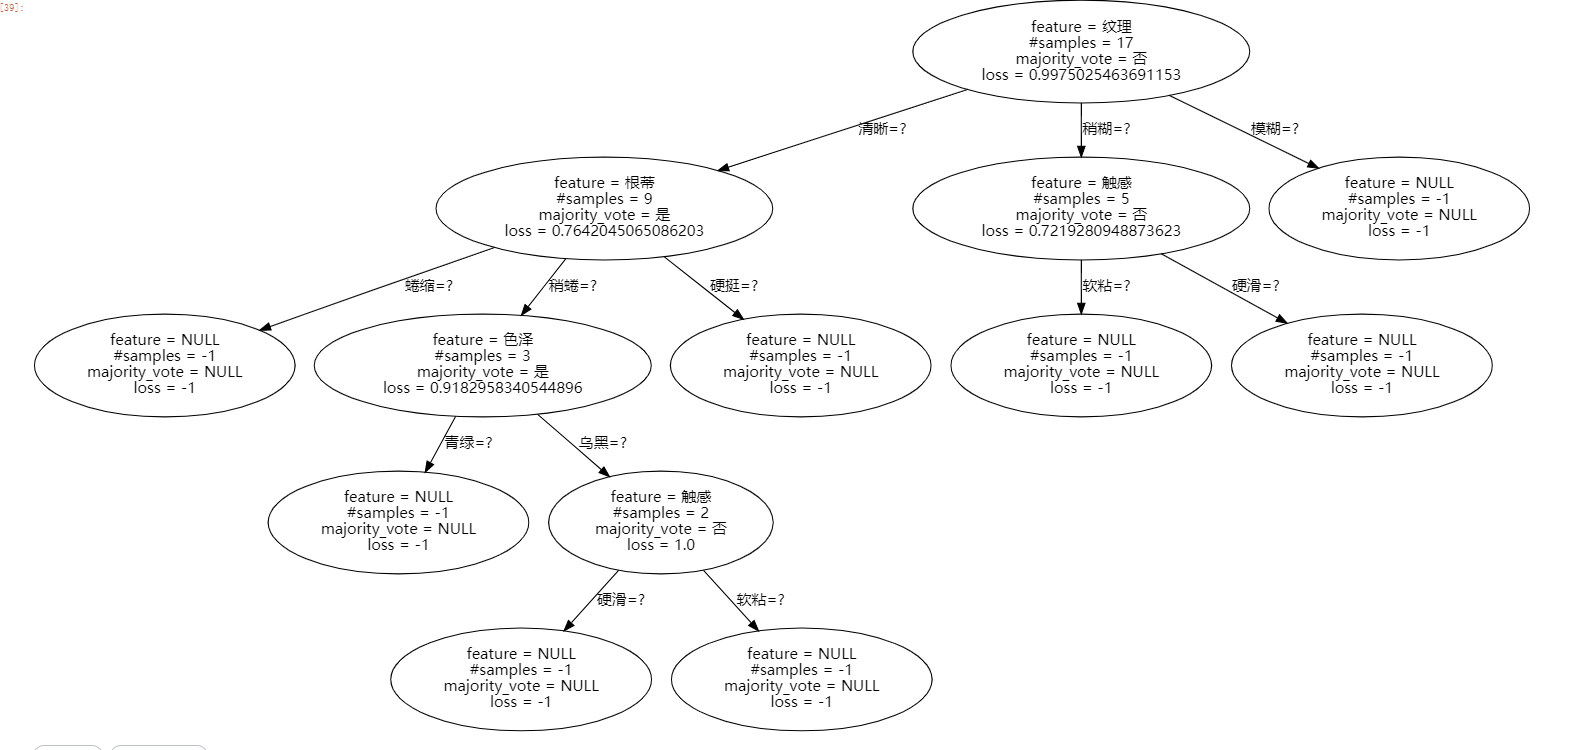 [39]:
feature = 纹理
#samples = 17
majority_vote = 否
loss = 0.9975025463691153
清晰=?
稍糊=?
模糊=?
feature = 根蒂
#samples = 9
majority_vote = 是
loss = 0.7642045065086203
feature = 触感
#samples = 5
majority_vote = 否
loss = 0.7219280948873623
feature = NULL
#samples = -1
majority_vote = NULL
loss = -1
蜷缩=?
稍蜷=?
硬挺=?
软粘=?
硬滑=?
feature = NULL
#samples = -1
majority_vote = NULL
loss = -1
feature = 色泽
#samples = 3
majority_vote = 是
loss = 0.9182958340544896
feature = NULL
#samples = -1
majority_vote = NULL
loss = -1
feature = NULL
#samples = -1
majority_vote = NULL
loss = -1
feature = NULL
#samples = -1
majority_vote = NULL
loss = -1
青绿=?
乌黑=?
feature = NULL
#samples = -1
majority_vote = NULL
loss = -1
feature = 触感
#samples = 2
majority_vote = 否
loss = 1.0
硬滑=?
软粘=?
feature = NULL
#samples = -1
majority_vote = NULL
loss = -1
feature = NULL
#samples = -1
majority_vote = NULL
loss = -1